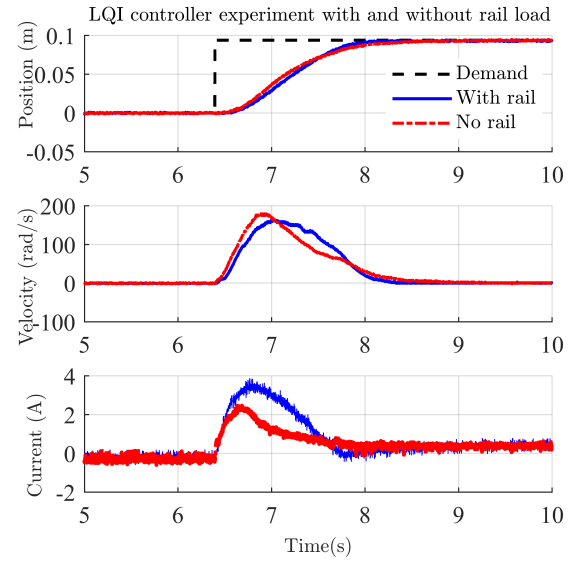 LQI controller experiment with and without rail load
Position (m)
0.1
0.05
0
-0.05
Demand
With rail
No rail
5 6 7 8 9 10
Velocity (rad/s)
200
100
0
-100
5 6 7 8 9 10
Current (A)
4
2
0
-2
5 6 7 8 9 10
Time(s)